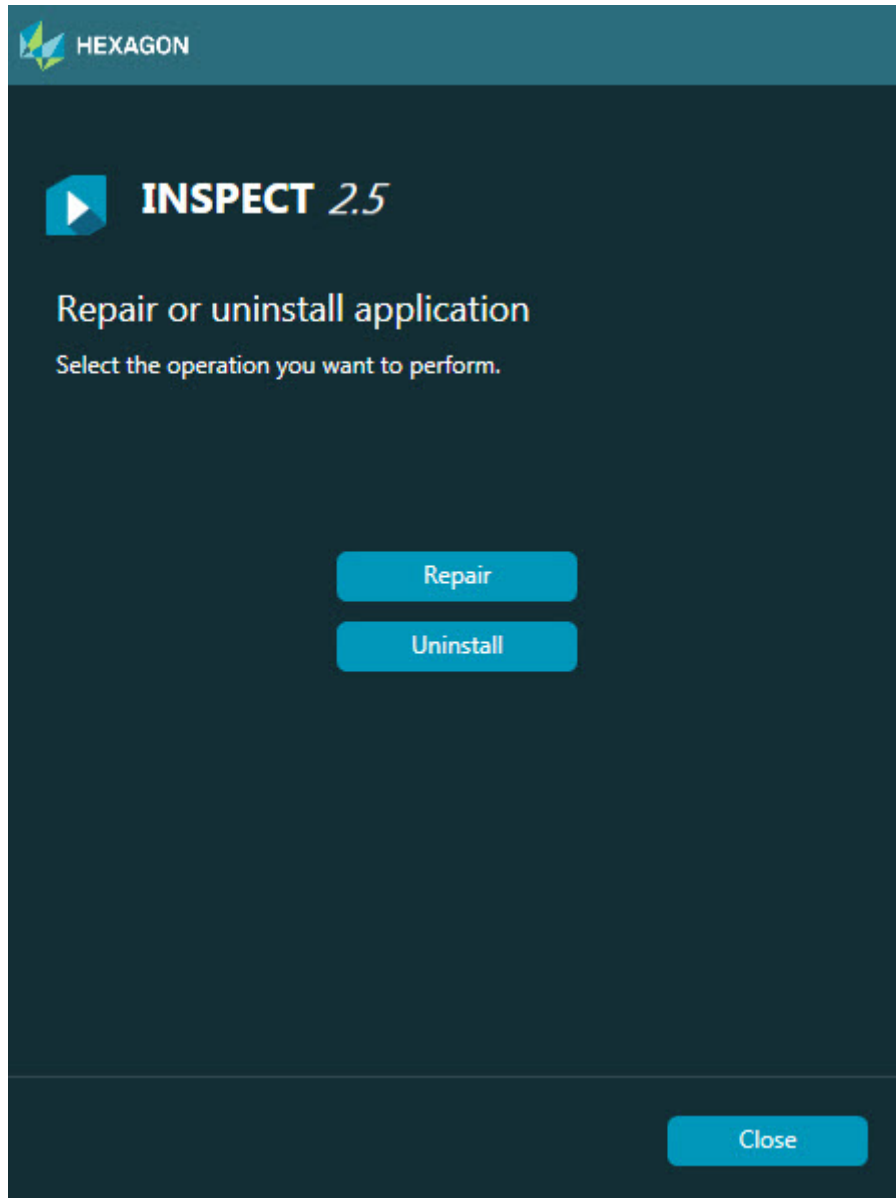 HEXAGON
INSPECT 2.5
Repair or uninstall application
Select the operation you want to perform.
Repair
Uninstall
Close